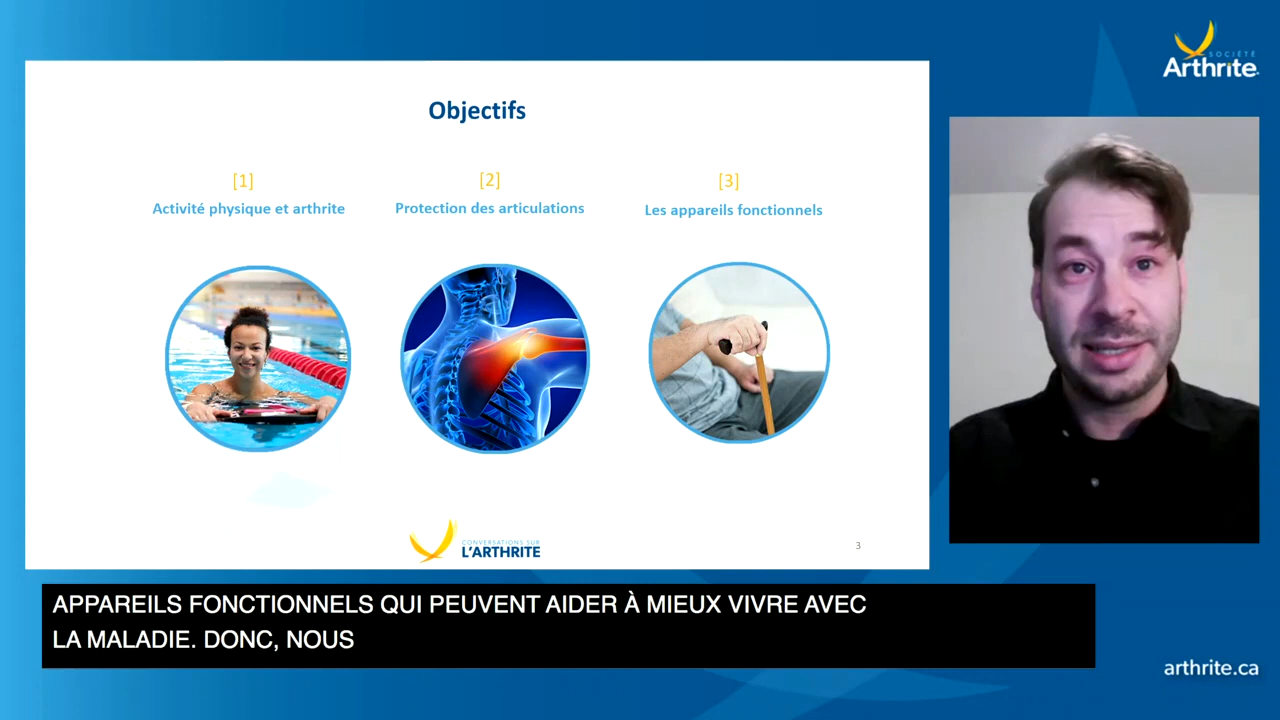 SOCIÉTÉ
Arthrite
Objectifs
[1]
Activité physique et arthrite
[2]
Protection des articulations
[3]
Les appareils fonctionnels
CONVERSATIONS SUR
L'ARTHRITE
3
APPAREILS FONCTIONNELS QUI PEUVENT AIDER À MIEUX VIVRE AVEC
LA MALADIE. DONC, NOUS
arthrite.ca